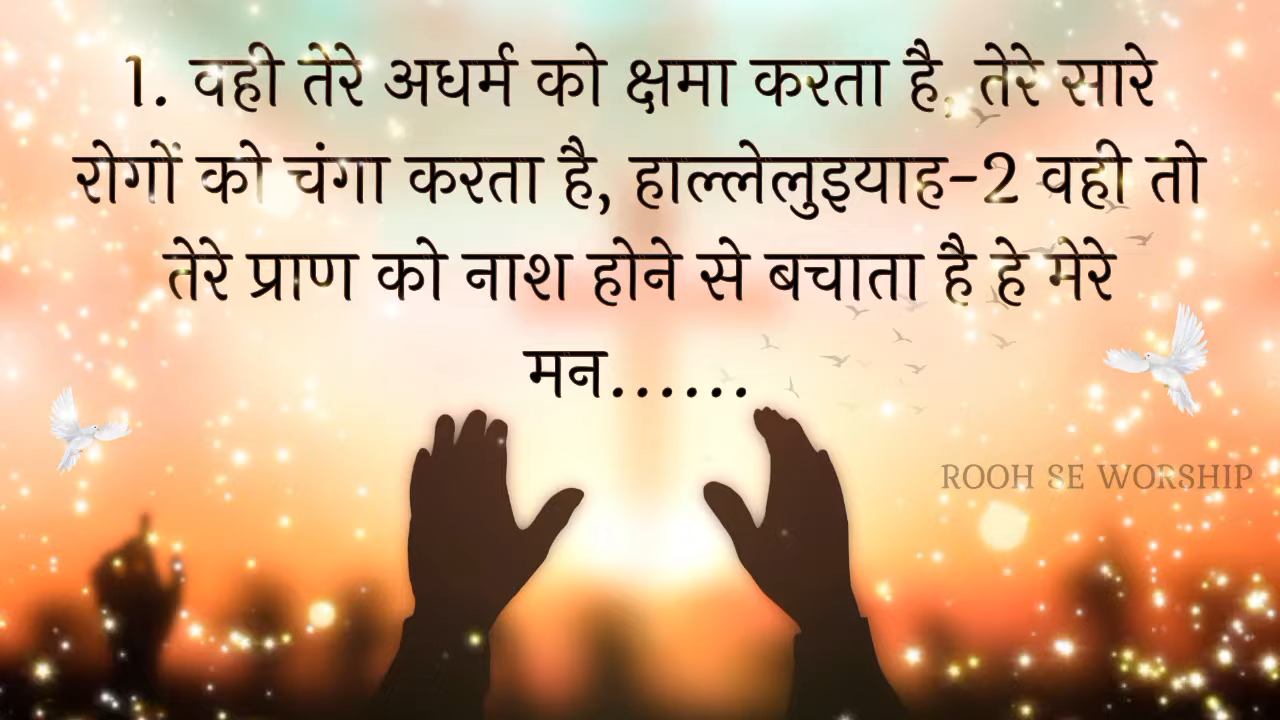 1. वही तेरे अधर्म को क्षमा करता है, तेरे सारे
रोगों को चंगा करता है, हाल्लेलुइयाह-2 वही तो
तेरे प्राण को नाश होने से बचाता है हे मेरे
मन......
ROOH SE WORSHIP